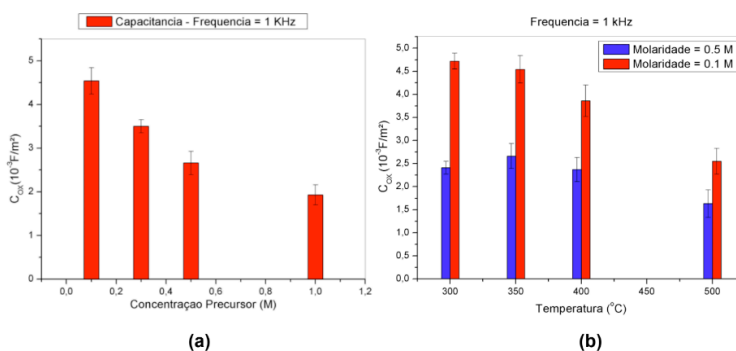 Capacitancia - Frequencia = 1 KHz
5
4
3
2
1
0
C_OX (10⁻³F/m²)
0,0 0,2 0,4 0,6 0,8 1,0 1,2
Concentraçao Precursor (M)
(a)
Frequencia = 1 kHz
Molaridade = 0.5 M
Molaridade = 0.1 M
5,0
4,5
4,0
3,5
3,0
2,5
2,0
1,5
1,0
0,5
0,0
C_OX (10⁻³F/m²)
300 350 400 450 500
Temperatura (°C)
(b)